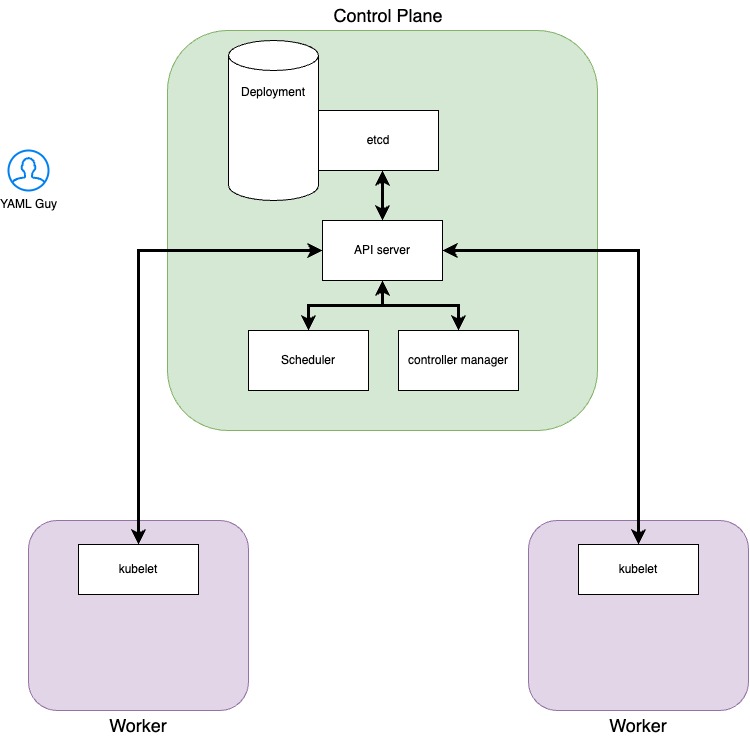 Control Plane
Deployment
etcd
YAML Guy
API server
Scheduler
controller manager
kubelet
kubelet
Worker
Worker